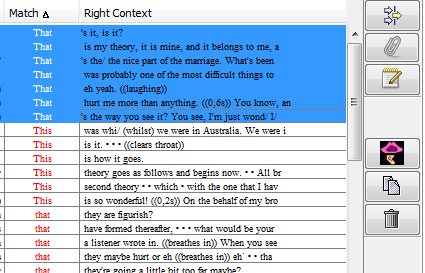 Match Right Context
That 's it, is it?
That is my theory, it is mine, and it belongs to me, a
That 's the/ the nice part of the marriage. What's been
That was probably one of the most difficult things to
That eh yeah. ((laughing))
That hurt me more than anything. ((0,6s)) You know, an
That 's the way you see it? You see, I'm just wond/ I/
This was whi/ (whilst) we were in Australia. We were i
This is it. • • • ((clears throat))
This is how it goes.
This theory goes as follows and begins now. • • All br
This second theory • • which • with the one that I hav
This is so wonderful! ((0,2s)) On the behalf of my bro
that they are figurish?
that have formed thereafter, • • • what would be your
that a listener wrote in. ((breathes in)) When you see
that they maybe hurt or eh ((breathes in)) eh˙ • • tha
that they're going a little bit too far maybe?